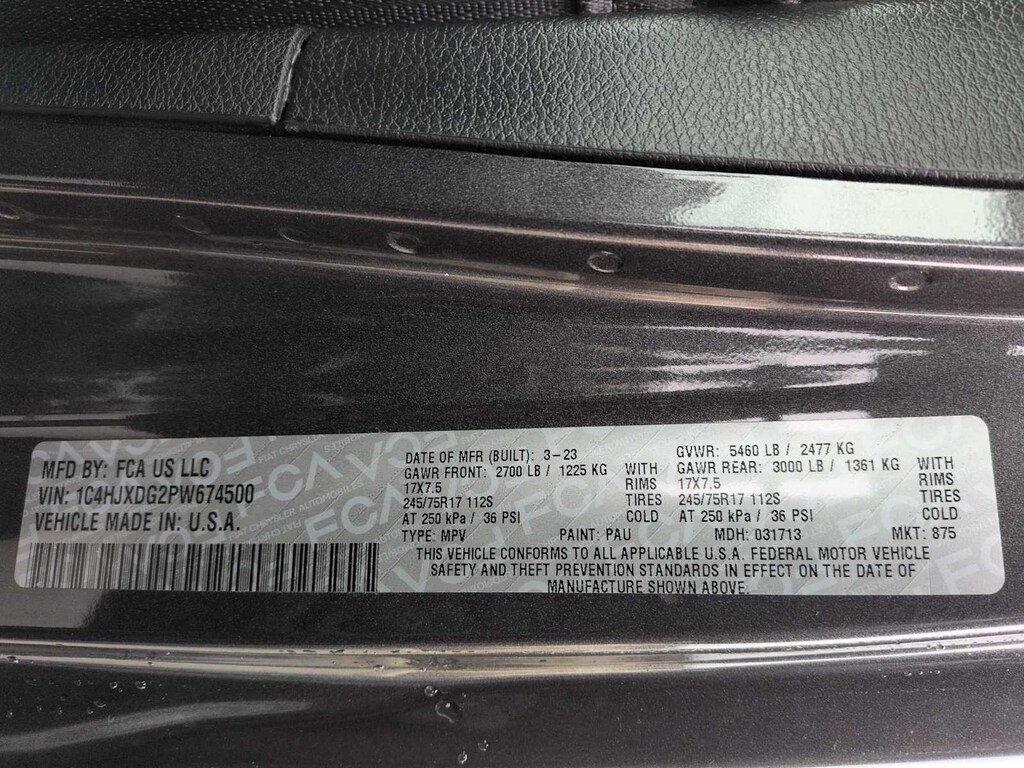 MFD BY: FCA US LLC
VIN: 1C4HJXDG2PW674500
VEHICLE MADE IN: U.S.A.
DATE OF MFR (BUILT): 3-23 GVWR: 5460 LB / 2477 KG
GAWR FRONT: 2700 LB / 1225 KG WITH GAWR REAR: 3000 LB / 1361 KG WITH
17X7.5 RIMS 17X7.5 RIMS
245/75R17 112S TIRES 245/75R17 112S TIRES
AT 250 kPa / 36 PSI COLD AT 250 kPa / 36 PSI COLD
TYPE: MPV PAINT: PAU MDH: 031713 MKT: 875
THIS VEHICLE CONFORMS TO ALL APPLICABLE U.S.A. FEDERAL MOTOR VEHICLE
SAFETY AND THEFT PREVENTION STANDARDS IN EFFECT ON THE DATE OF
MANUFACTURE SHOWN ABOVE.